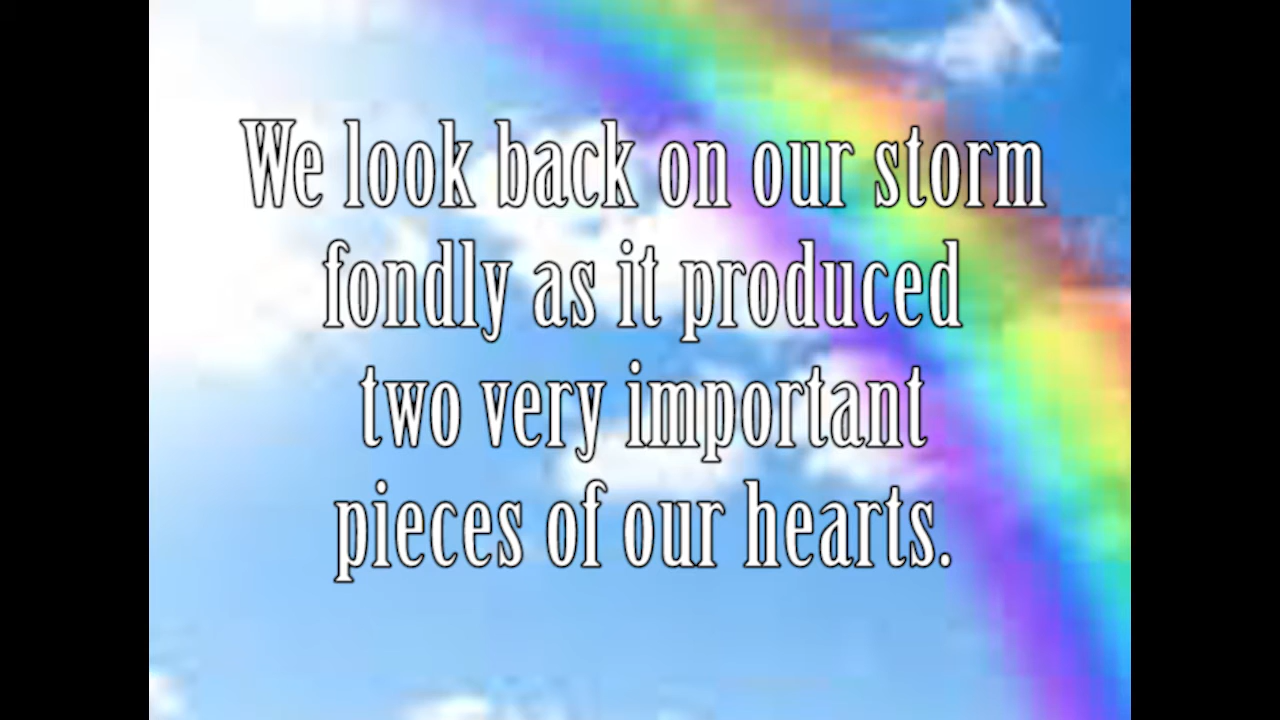 We look back on our storm
fondly as it produced
two very important
pieces of our hearts.